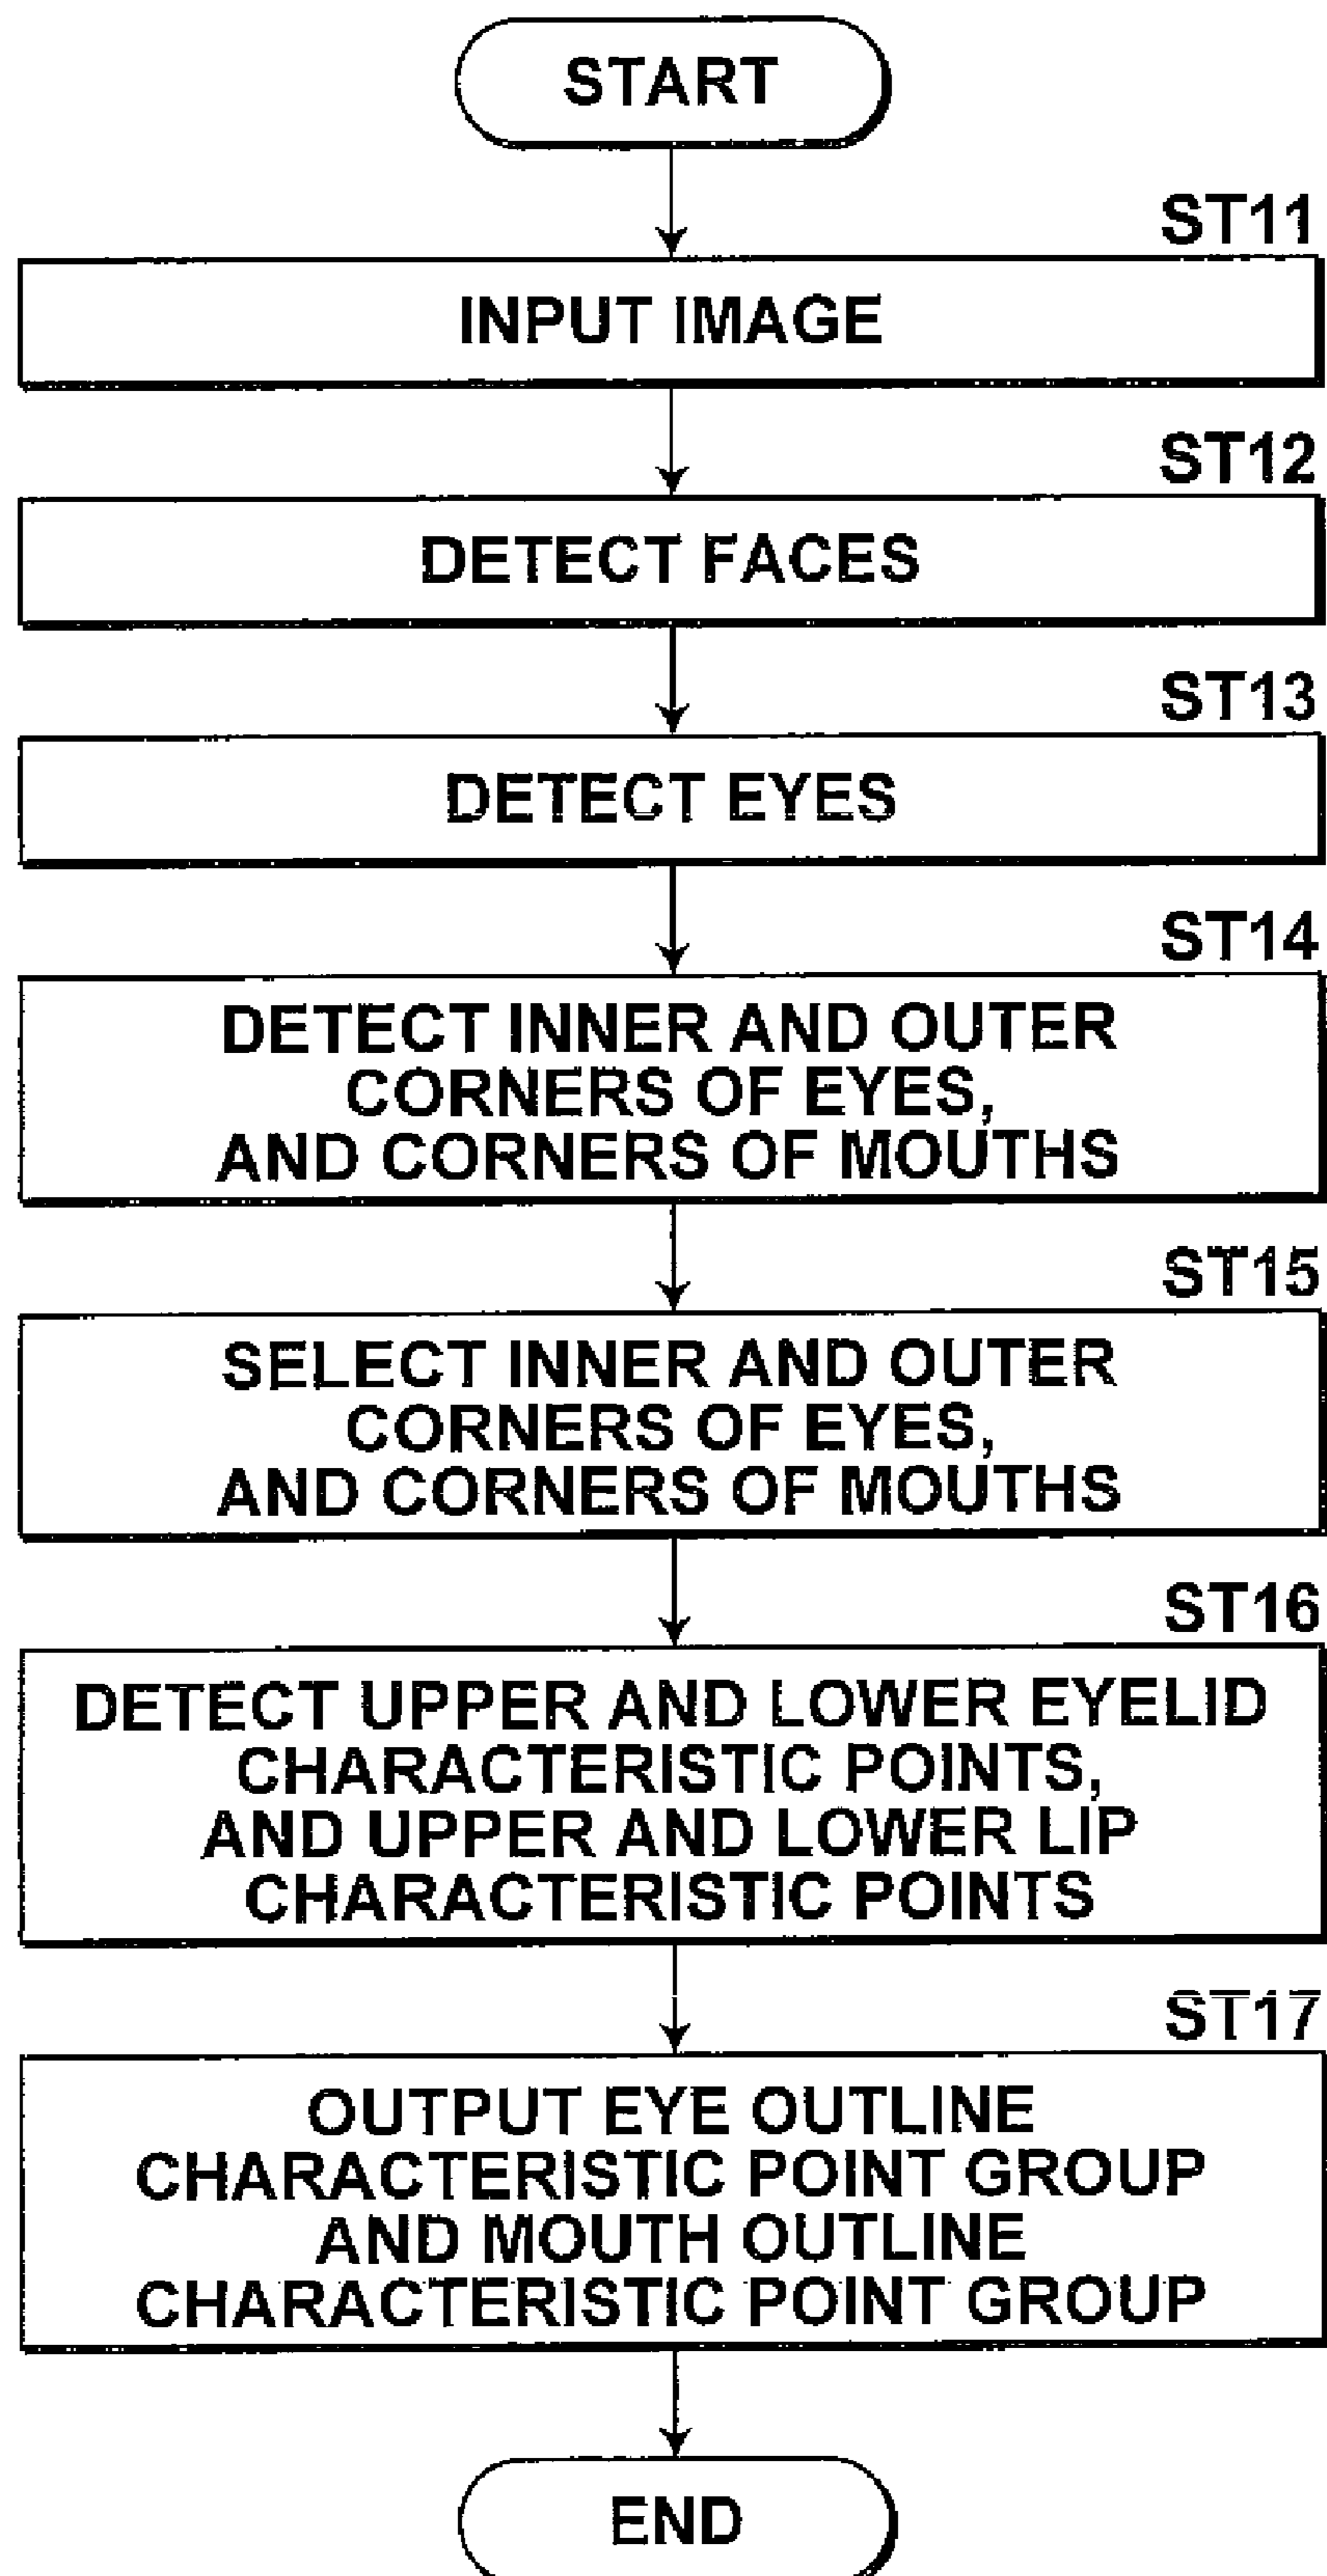 START
ST11
INPUT IMAGE
ST12
DETECT FACES
ST13
DETECT EYES
ST14
DETECT INNER AND OUTER
CORNERS OF EYES,
AND CORNERS OF MOUTHS
ST15
SELECT INNER AND OUTER
CORNERS OF EYES,
AND CORNERS OF MOUTHS
ST16
DETECT UPPER AND LOWER EYELID
CHARACTERISTIC POINTS,
AND UPPER AND LOWER LIP
CHARACTERISTIC POINTS
ST17
OUTPUT EYE OUTLINE
CHARACTERISTIC POINT GROUP
AND MOUTH OUTLINE
CHARACTERISTIC POINT GROUP
END